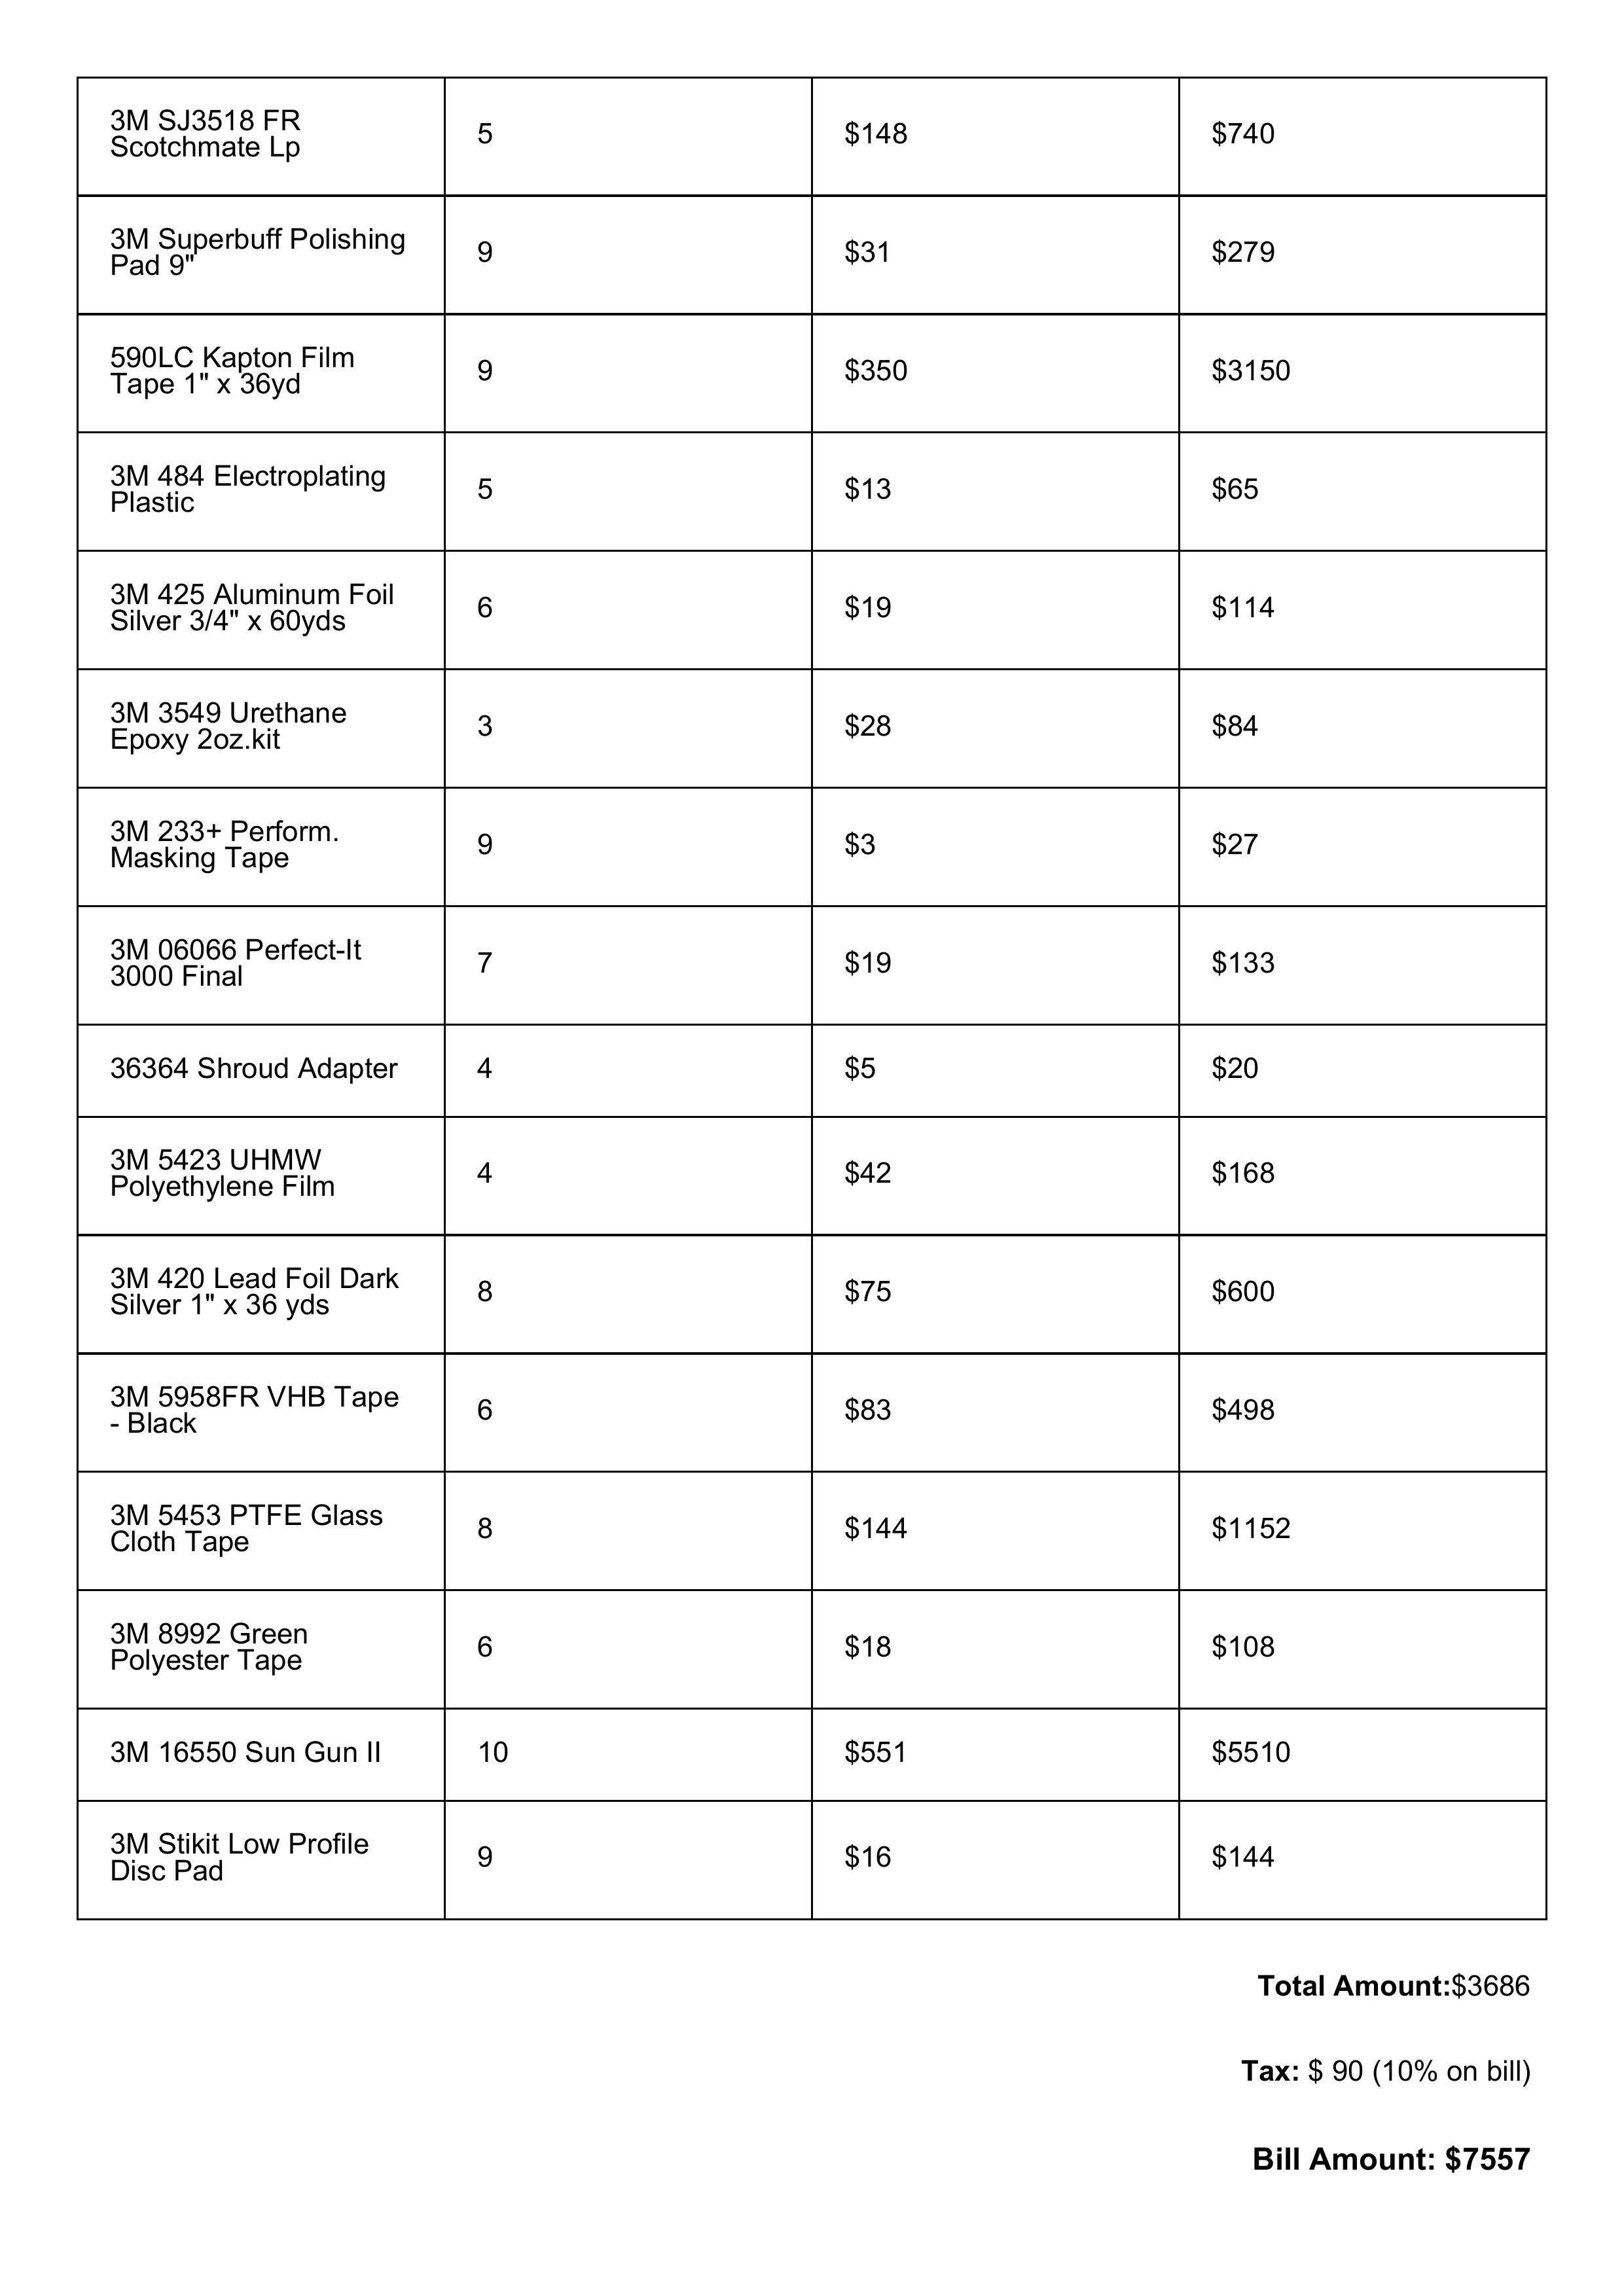 3M SJ3518 FR
Scotchmate Lp
5
$148
$740
3M Superbuff Polishing
Pad 9"
9
$31
$279
590LC Kapton Film
Tape 1" x 36yd
9
$350
$3150
3M 484 Electroplating
Plastic
5
$13
$65
3M 425 Aluminum Foil
Silver 3/4" x 60yds
6
$19
$114
3M 3549 Urethane
Epoxy 2oz.kit
3
$28
$84
3M 233+ Perform.
Masking Tape
9
$3
$27
3M 06066 Perfect-It
3000 Final
7
$19
$133
36364 Shroud Adapter
4
$5
$20
3M 5423 UHMW
Polyethylene Film
4
$42
$168
3M 420 Lead Foil Dark
Silver 1" x 36 yds
8
$75
$600
3M 5958FR VHB Tape
- Black
6
$83
$498
3M 5453 PTFE Glass
Cloth Tape
8
$144
$1152
3M 8992 Green
Polyester Tape
6
$18
$108
3M 16550 Sun Gun II
10
$551
$5510
3M Stikit Low Profile
Disc Pad
9
$16
$144
Total Amount:$3686
Tax: $ 90 (10% on bill)
Bill Amount: $7557